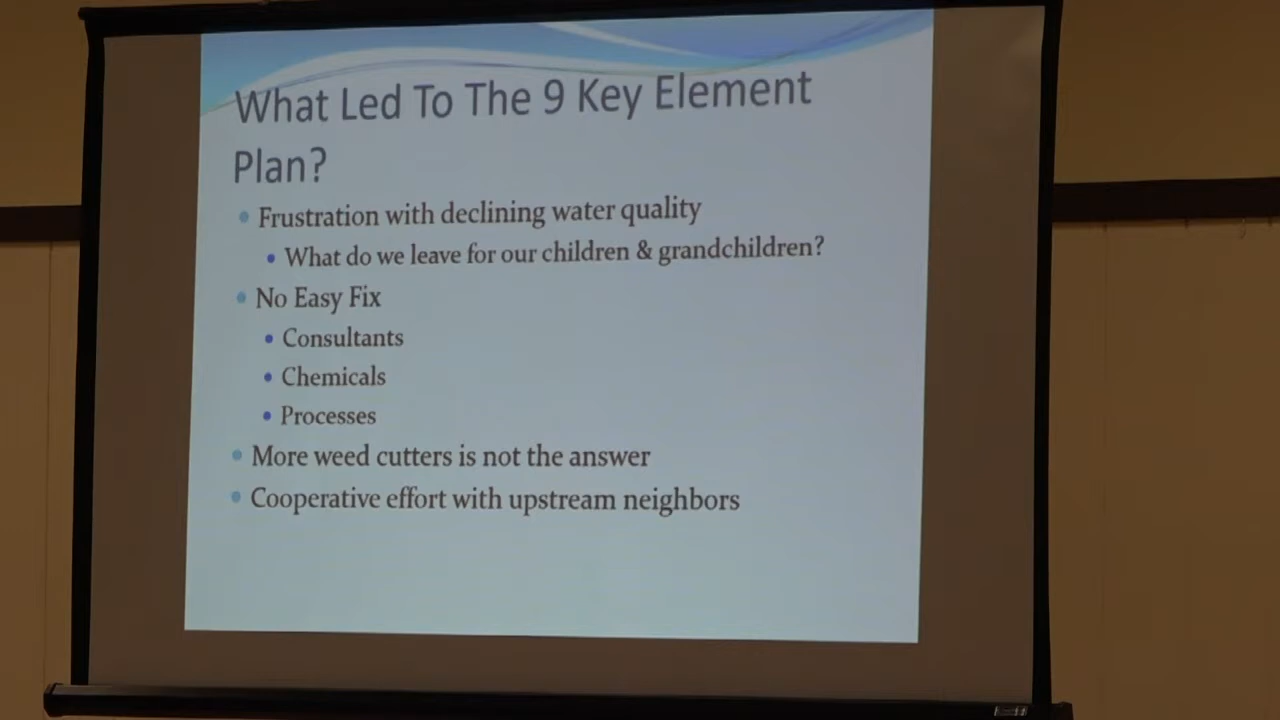 What Led To The 9 Key Element
Plan?
Frustration with declining water quality
What do we leave for our children & grandchildren?
No Easy Fix
Consultants
Chemicals
Processes
More weed cutters is not the answer
Cooperative effort with upstream neighbors